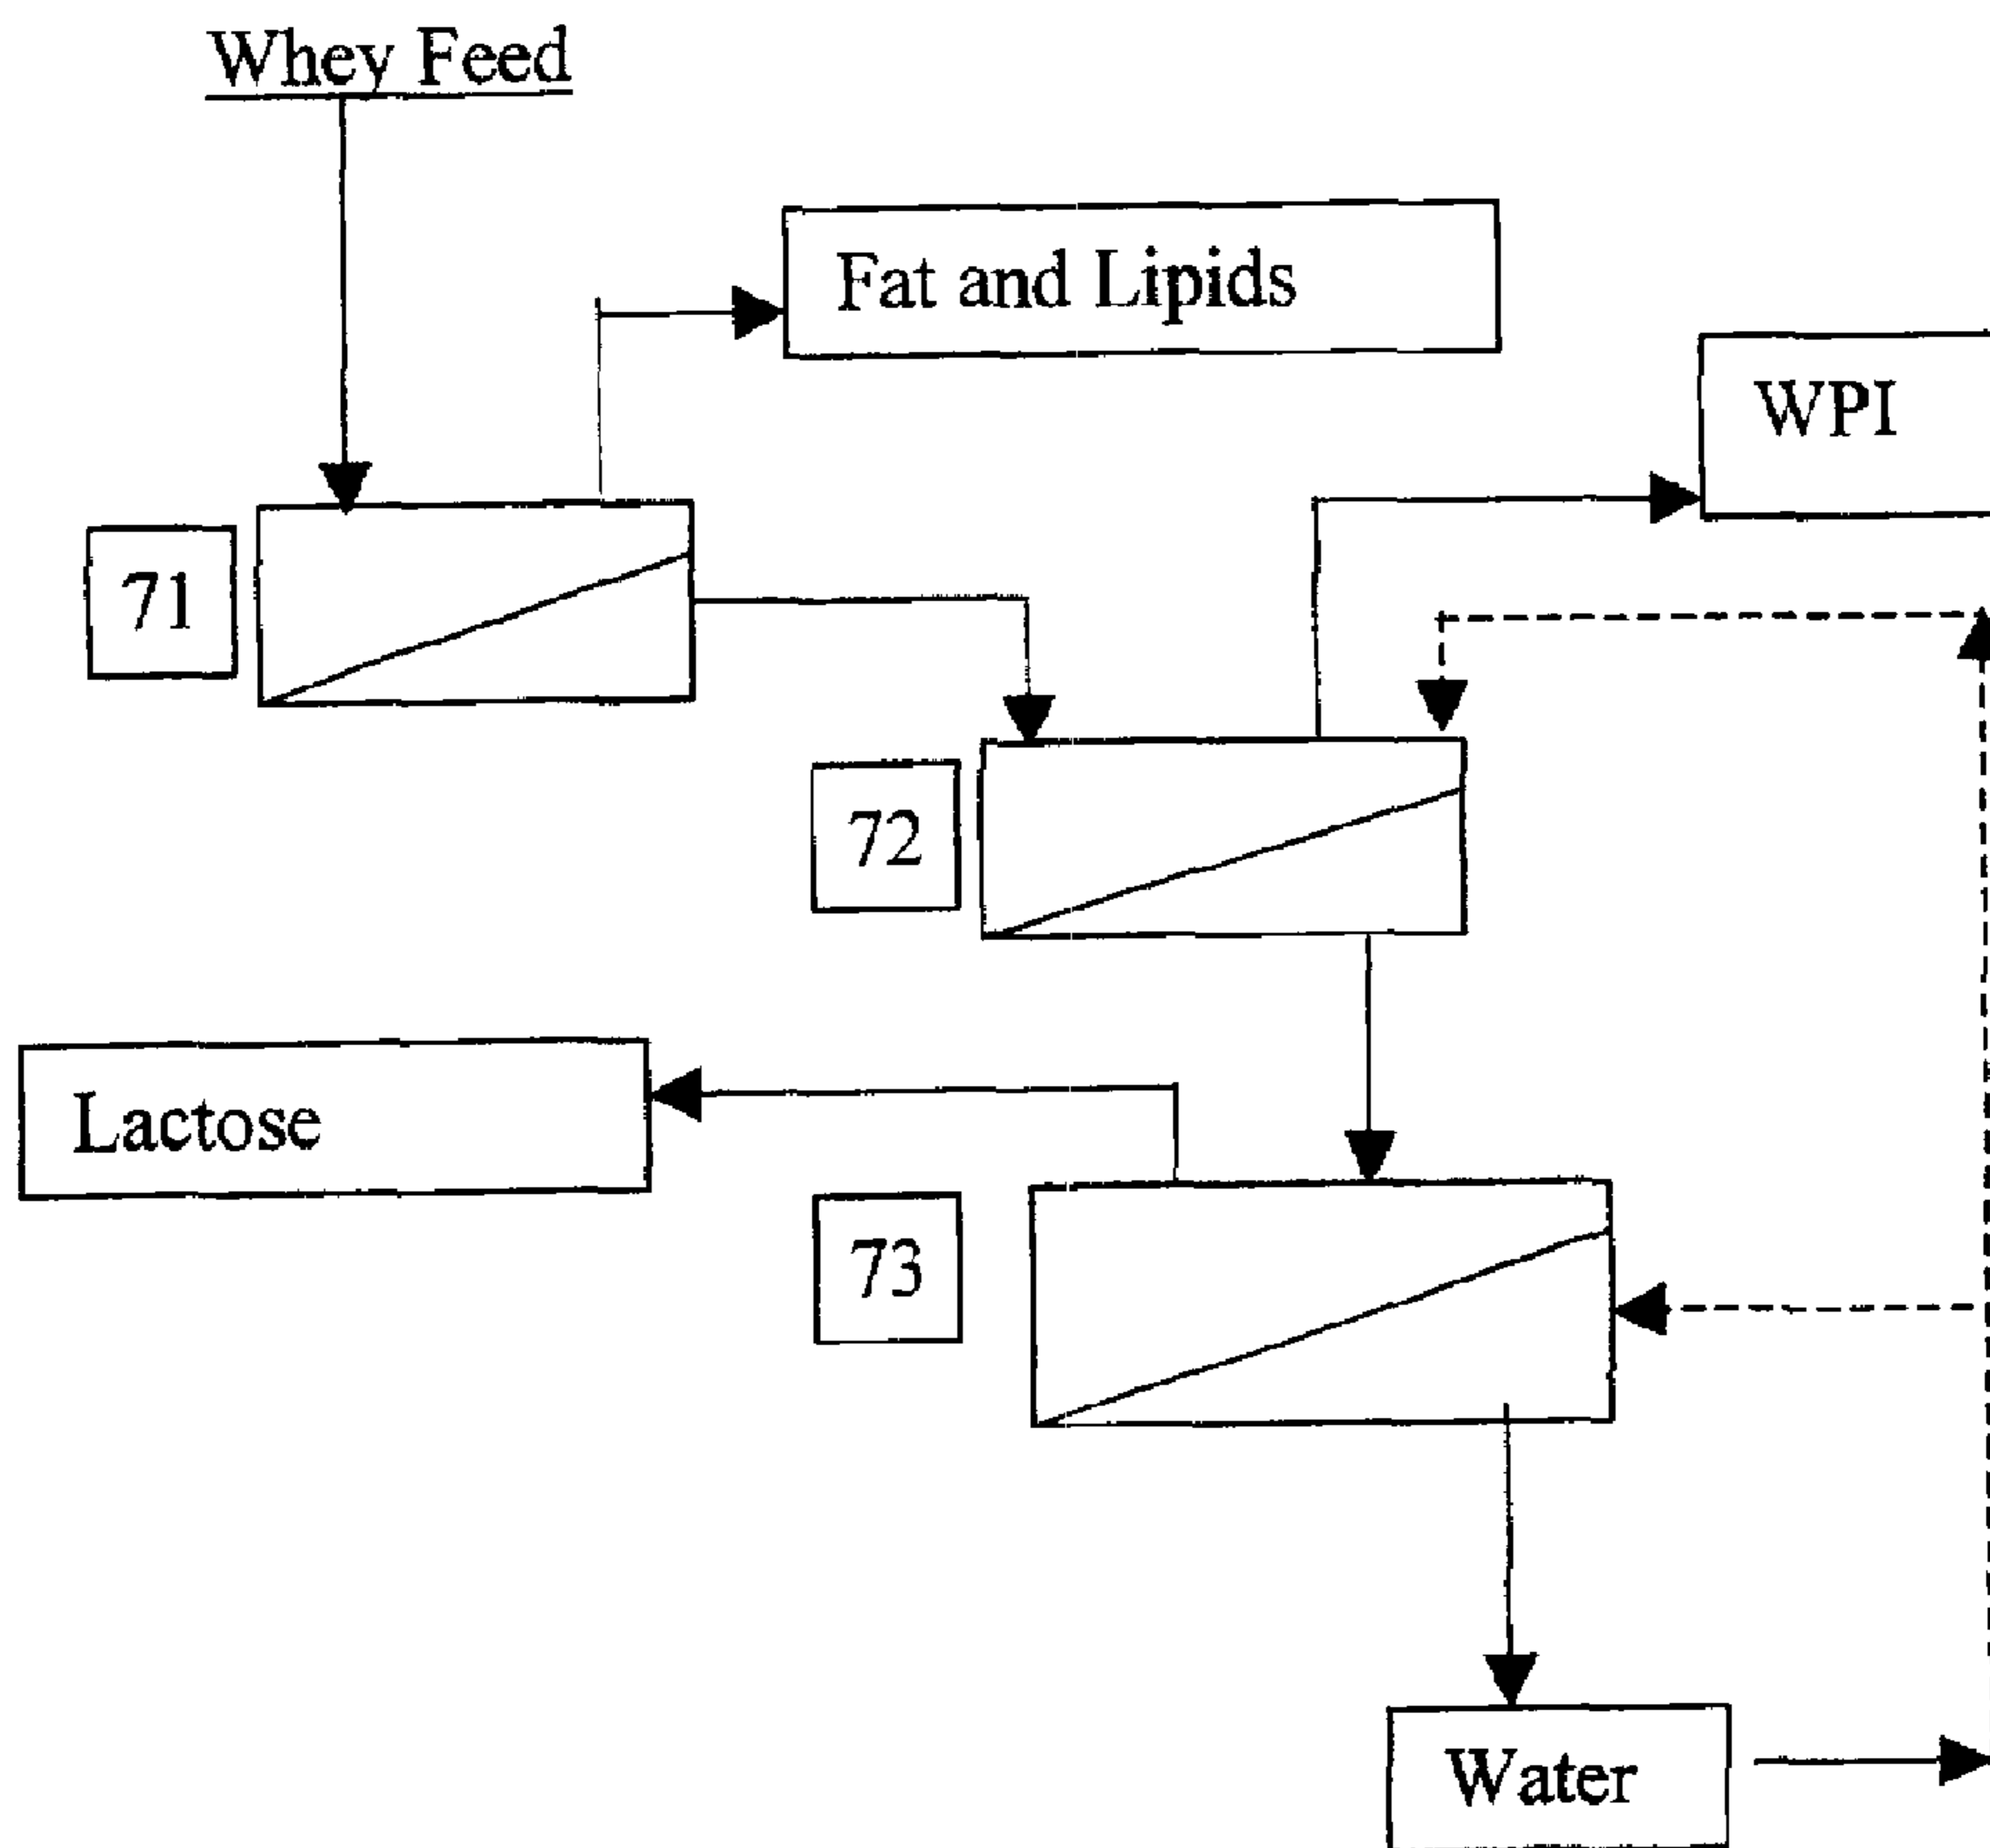 Whey Feed
Fat and Lipids
WPI
71
72
Lactose
73
Water